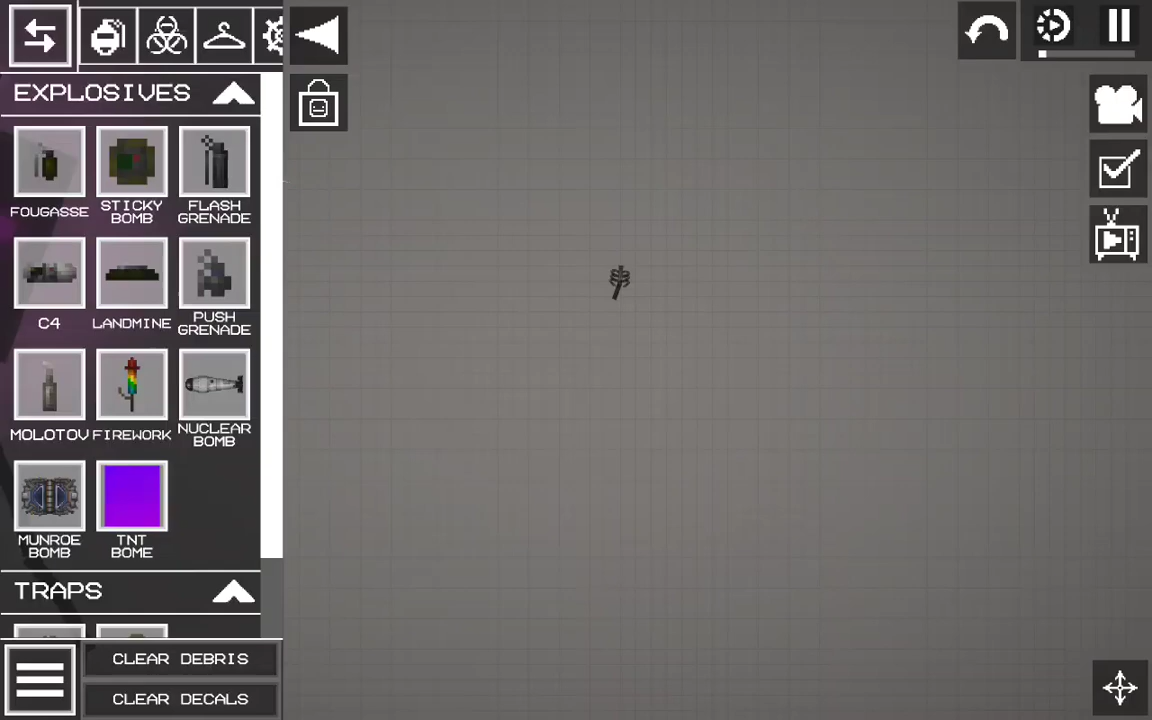 EXPLOSIVES
FOUGASSE
STICKY BOMB
FLASH GRENADE
C4
LANDMINE
PUSH GRENADE
MOLOTOV
FIREWORK
NUCLEAR BOMB
MUNROE BOMB
TNT BOME
TRAPS
CLEAR DEBRIS
CLEAR DECALS